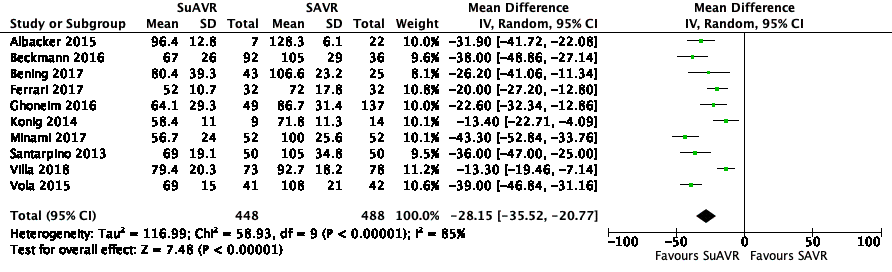 SuAVR SAVR Mean Difference Mean Difference
Study or Subgroup Mean SD Total Mean SD Total Weight IV, Random, 95% CI IV, Random, 95% CI
Albacker 2015 96.4 12.8 7 128.3 6.1 22 10.0% -31.90 [-41.72, -22.08]
Beckmann 2016 67 26 92 105 29 36 9.6% -38.00 [-48.86, -27.14]
Bening 2017 80.4 39.3 43 106.6 23.2 25 8.1% -26.20 [-41.06, -11.34]
Ferrari 2017 52 10.7 32 72 17.8 32 11.0% -20.00 [-27.20, -12.80]
Ghoneim 2016 64.1 29.3 49 86.7 31.4 137 10.0% -22.60 [-32.34, -12.86]
Konig 2014 58.4 11 9 71.8 11.3 14 10.2% -13.40 [-22.71, -4.09]
Minami 2017 56.7 24 52 100 25.6 52 10.1% -43.30 [-52.84, -33.76]
Santarpino 2013 69 19.1 50 105 34.8 50 9.5% -36.00 [-47.00, -25.00]
Villa 2018 79.4 20.3 73 92.7 18.2 78 11.2% -13.30 [-19.46, -7.14]
Vola 2015 69 15 41 108 21 42 10.6% -39.00 [-46.84, -31.16]
Total (95% CI) 448 488 100.0% -28.15 [-35.52, -20.77]
Heterogeneity: Tau² = 116.99; Chi² = 58.93, df = 9 (P < 0.00001); I² = 85%
Test for overall effect: Z = 7.48 (P < 0.00001)
-100 -50 0 50 100
Favours SuAVR Favours SAVR